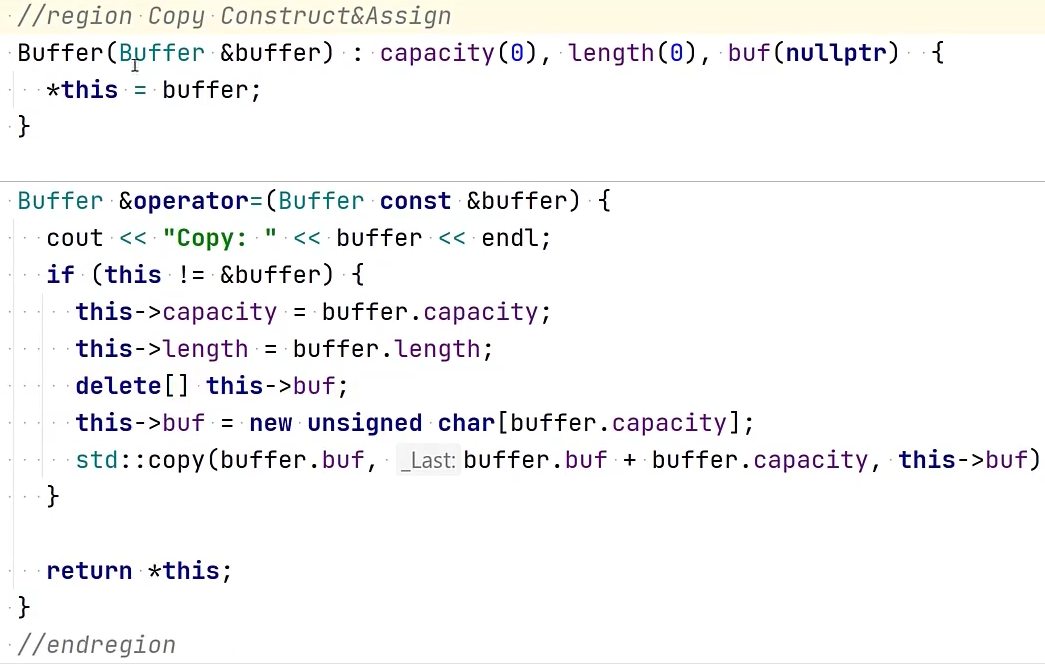 //region Copy Construct&Assign
Buffer(Buffer &buffer) : capacity(0), length(0), buf(nullptr)  {
  *this = buffer;
}

Buffer &operator=(Buffer const &buffer) {
  cout << "Copy: " << buffer << endl;
  if (this != &buffer) {
    this->capacity = buffer.capacity;
    this->length = buffer.length;
    delete[] this->buf;
    this->buf = new unsigned char[buffer.capacity];
    std::copy(buffer.buf, _Last: buffer.buf + buffer.capacity, this->buf)
  }

  return *this;
}
//endregion